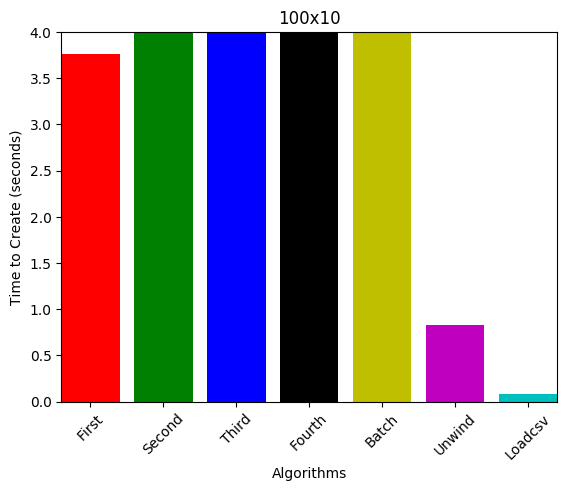 100x10
Time to Create (seconds)
4.0
3.5
3.0
2.5
2.0
1.5
1.0
0.5
0.0
First
Second
Third
Fourth
Batch
Unwind
Loadcsv
Algorithms